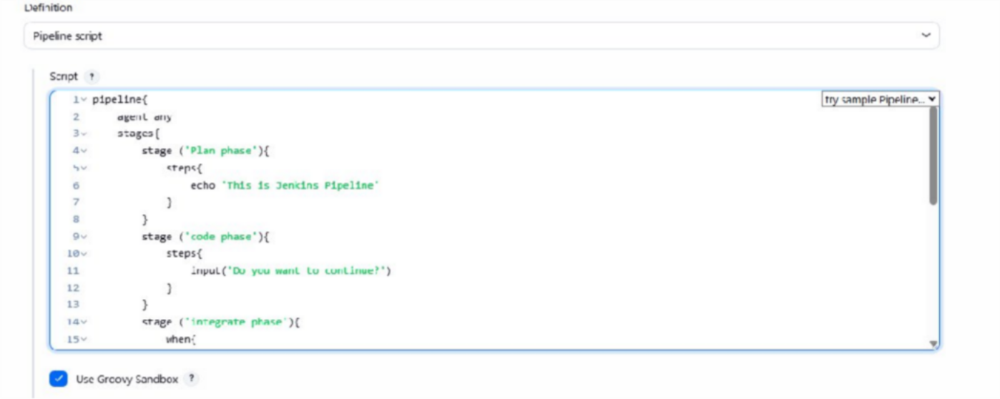 Definition
Pipeline script
Script ?
try sample Pipeline...
1 pipeline{
2     agent any
3     stages{
4         stage ('Plan phase'){
5             steps{
6                 echo 'This is Jenkins Pipeline'
7             }
8         }
9         stage ('code phase'){
10             steps{
11                 input('Do you want to continue?')
12             }
13         }
14         stage ('integrate phase'){
15             when{
Use Groovy Sandbox ?